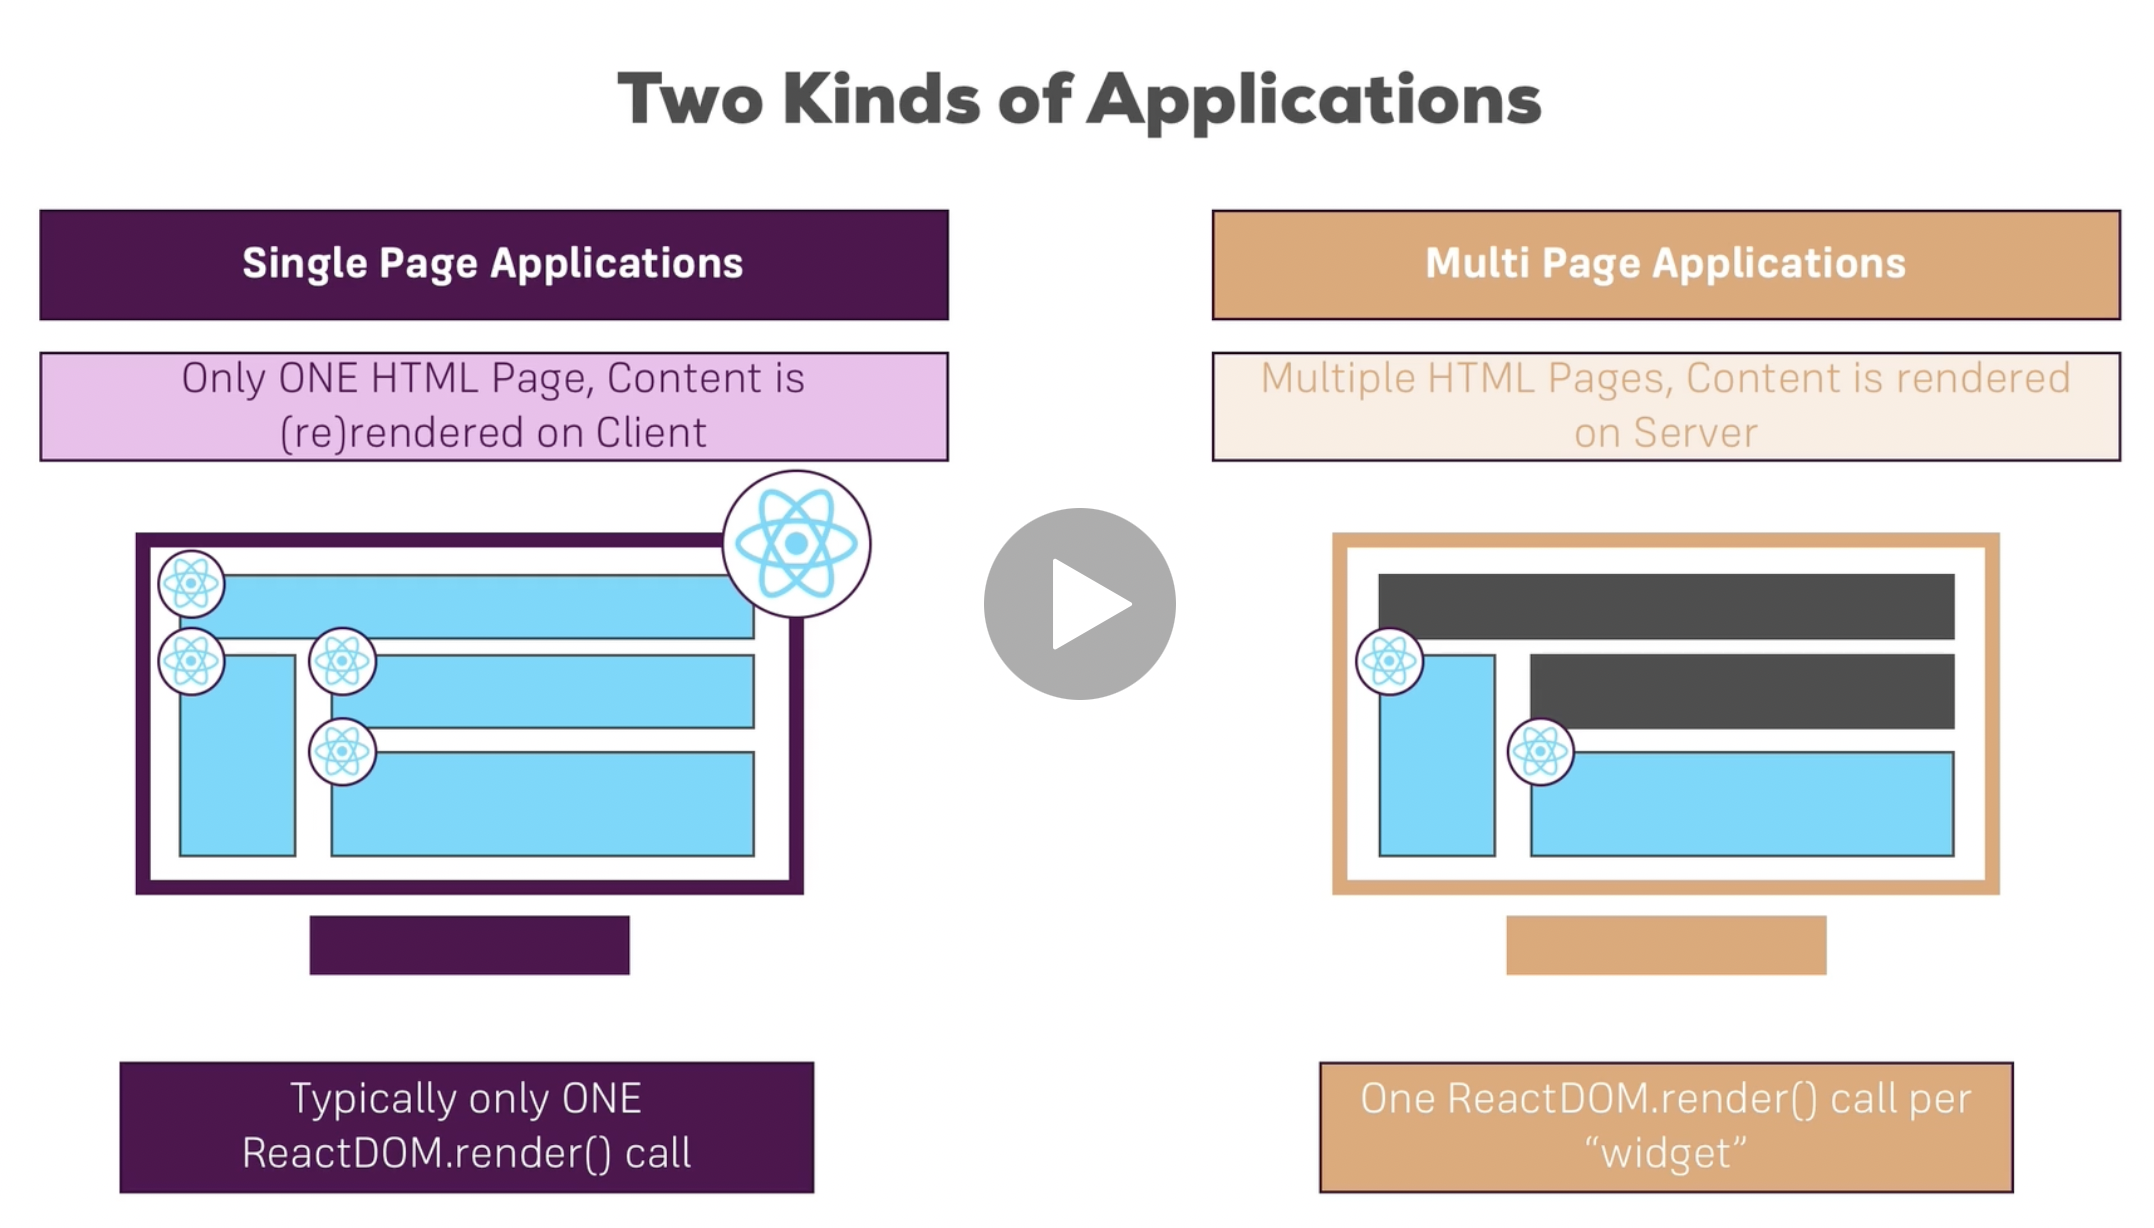 Two Kinds of Applications
Single Page Applications
Only ONE HTML Page, Content is
(re)rendered on Client
Typically only ONE
ReactDOM.render() call
Multi Page Applications
Multiple HTML Pages, Content is rendered
on Server
One ReactDOM.render() call per
“widget”